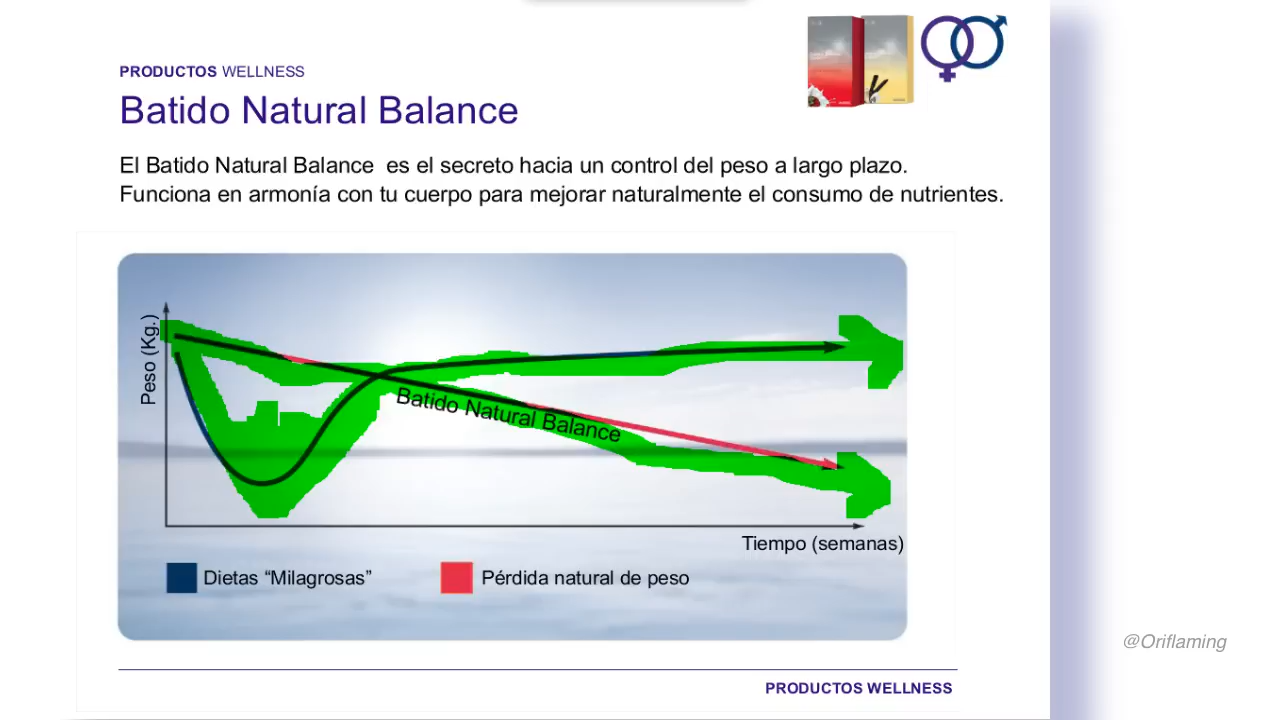 PRODUCTOS WELLNESS
Batido Natural Balance
El Batido Natural Balance es el secreto hacia un control del peso a largo plazo.
Funciona en armonía con tu cuerpo para mejorar naturalmente el consumo de nutrientes.
Peso (Kg.)
Batido Natural Balance
Tiempo (semanas)
Dietas “Milagrosas”
Pérdida natural de peso
@Oriflaming
PRODUCTOS WELLNESS